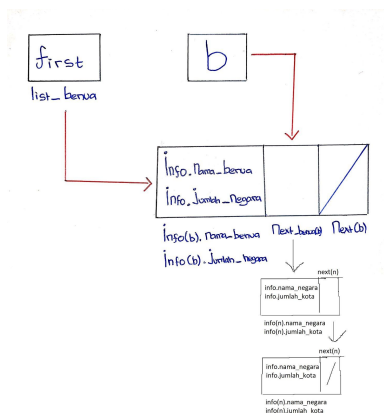 first
b
list_benua
Info.nama_benua
Info.Jumlah_Negara
Info(b).nama_benua
Next_benua(b)
Next(b)
Info(b).Jumlah_negara
next(n)
info.nama_negara
info.jumlah_kota
info(n).nama_negara
info(n).jumlah_kota
next(n)
info.nama_negara
info.jumlah_kota
info(n).nama_negara
info(n).jumlah_kota